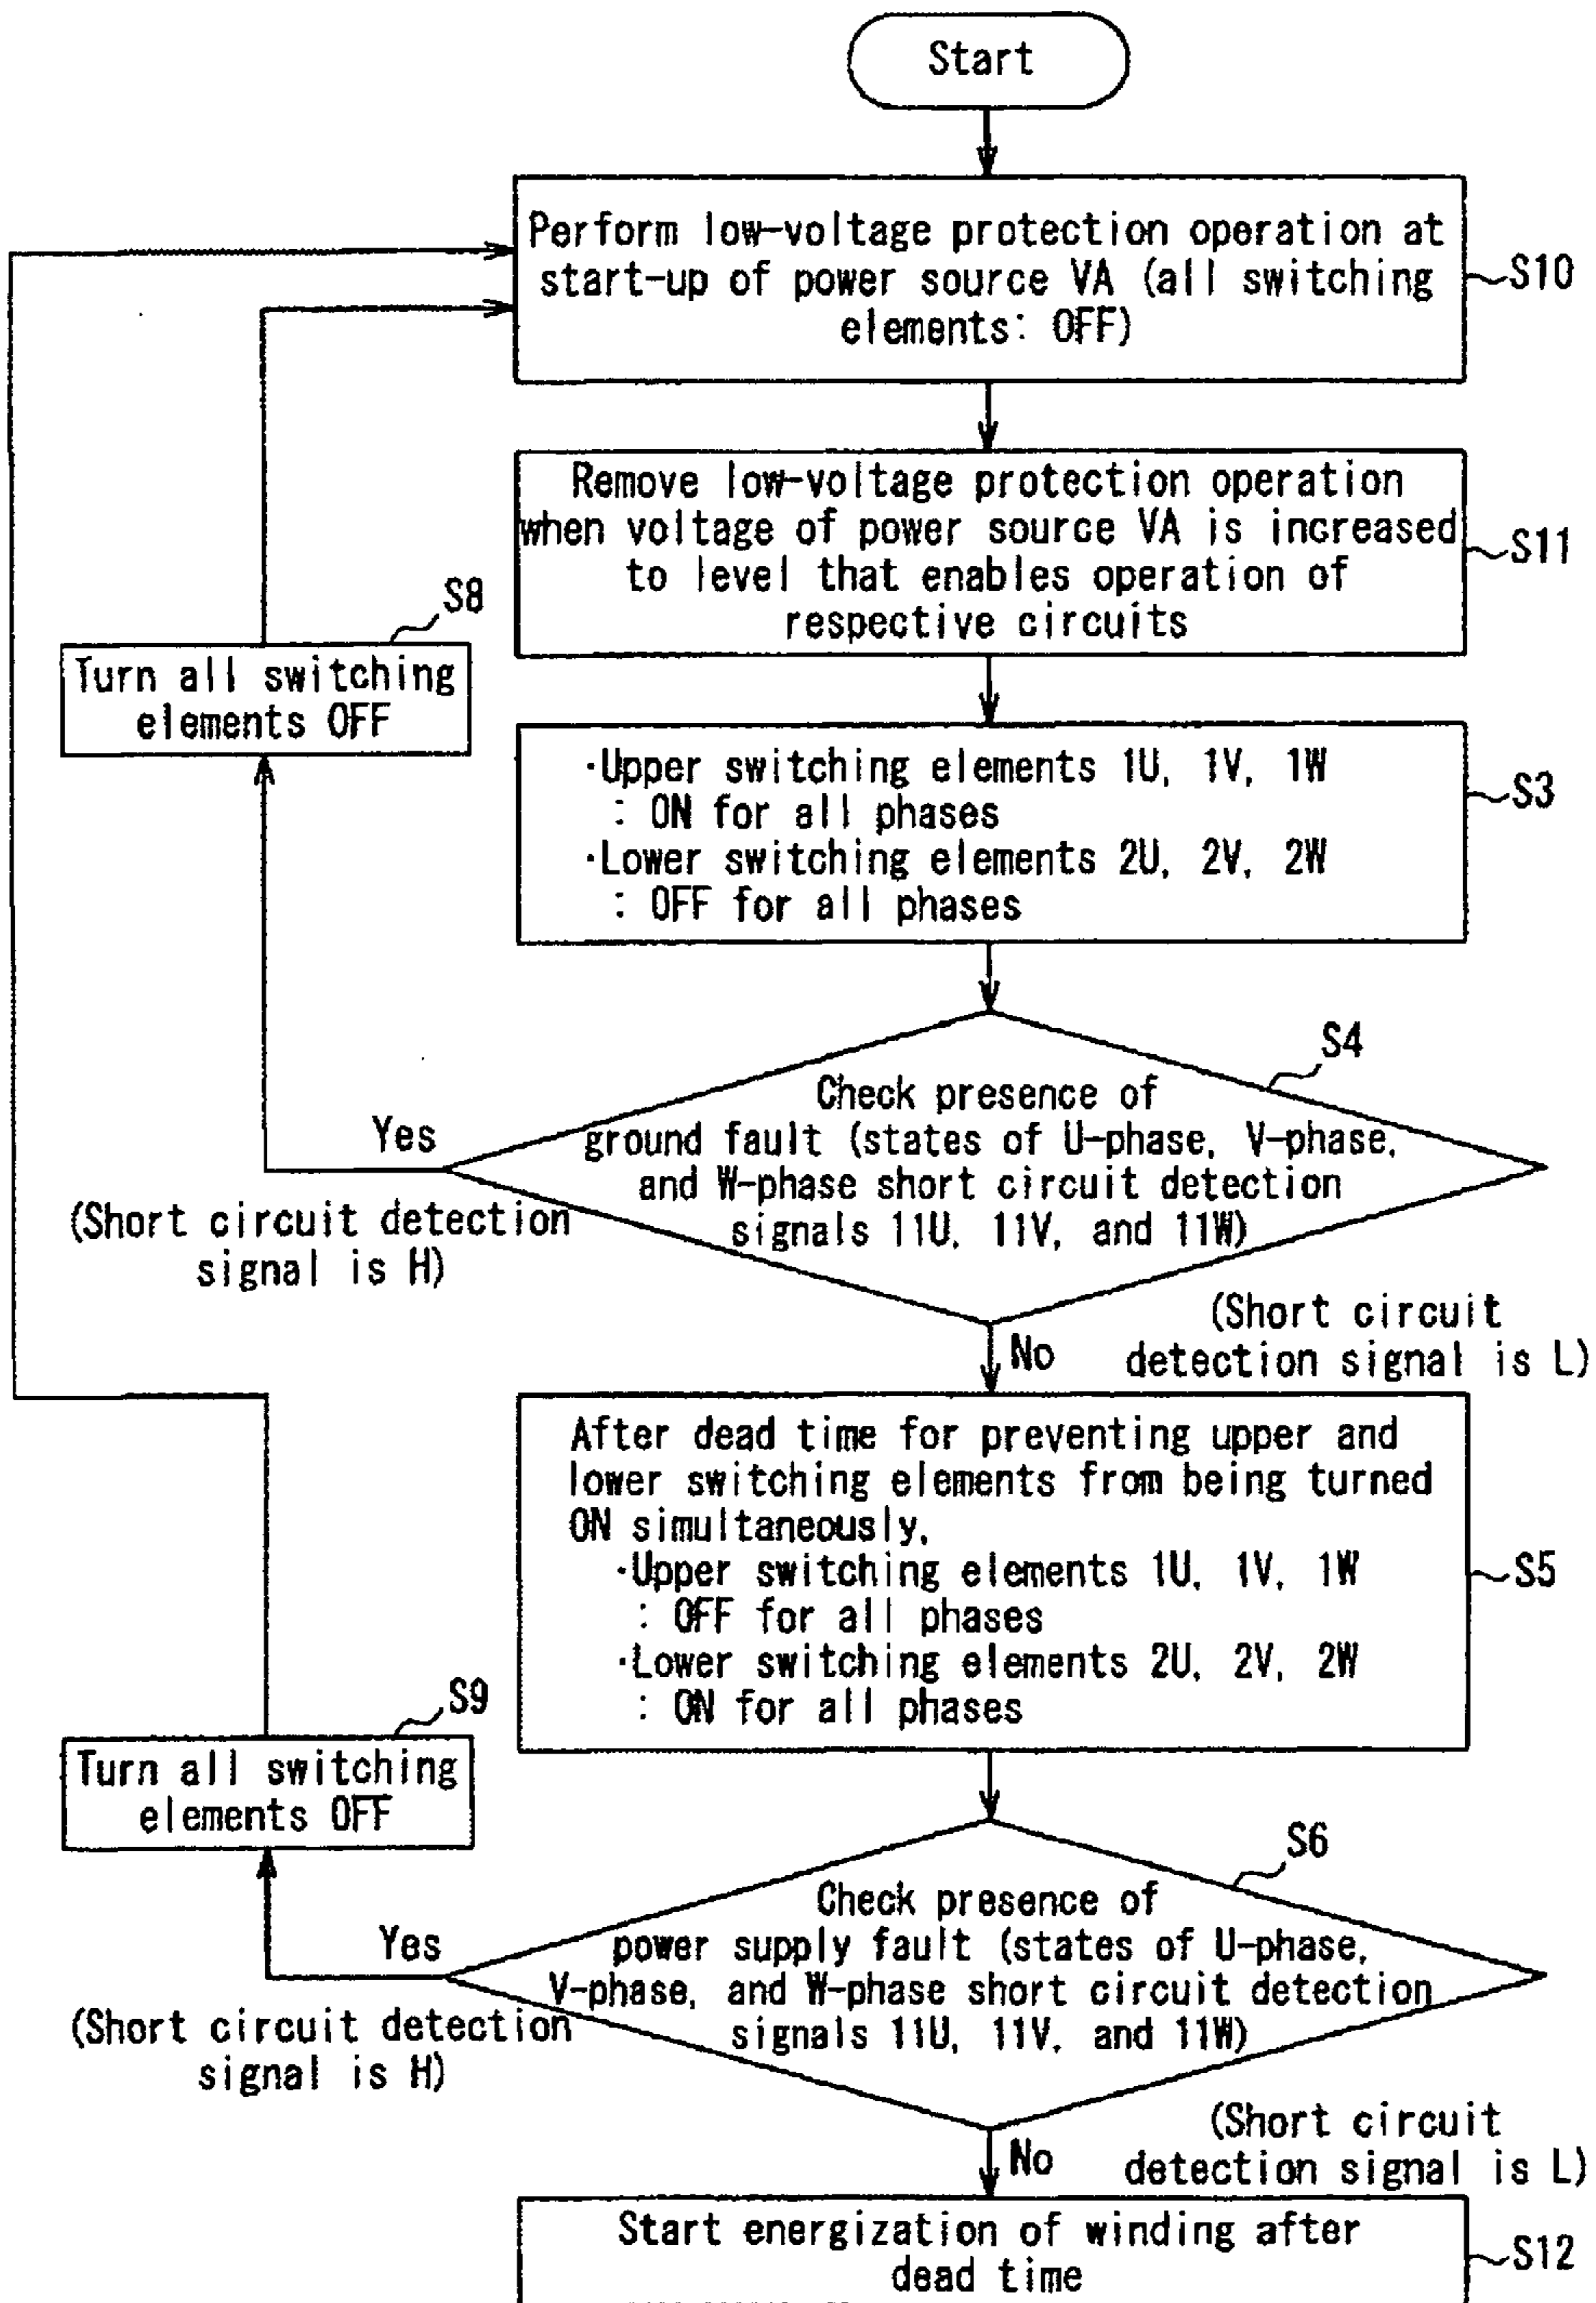 Start
Perform low-voltage protection operation at
start-up of power source VA (all switching
elements: OFF)
S10
Remove low-voltage protection operation
when voltage of power source VA is increased
to level that enables operation of
respective circuits
S11
S8
Turn all switching
elements OFF
·Upper switching elements 1U, 1V, 1W
: ON for all phases
·Lower switching elements 2U, 2V, 2W
: OFF for all phases
S3
S4
Check presence of
ground fault (states of U-phase, V-phase,
and W-phase short circuit detection
signals 11U, 11V, and 11W)
Yes
(Short circuit detection
signal is H)
No
(Short circuit
detection signal is L)
After dead time for preventing upper and
lower switching elements from being turned
ON simultaneously,
·Upper switching elements 1U, 1V, 1W
: OFF for all phases
·Lower switching elements 2U, 2V, 2W
: ON for all phases
S5
S9
Turn all switching
elements OFF
S6
Check presence of
power supply fault (states of U-phase,
V-phase, and W-phase short circuit detection
signals 11U, 11V, and 11W)
Yes
(Short circuit detection
signal is H)
No
(Short circuit
detection signal is L)
Start energization of winding after
dead time
S12